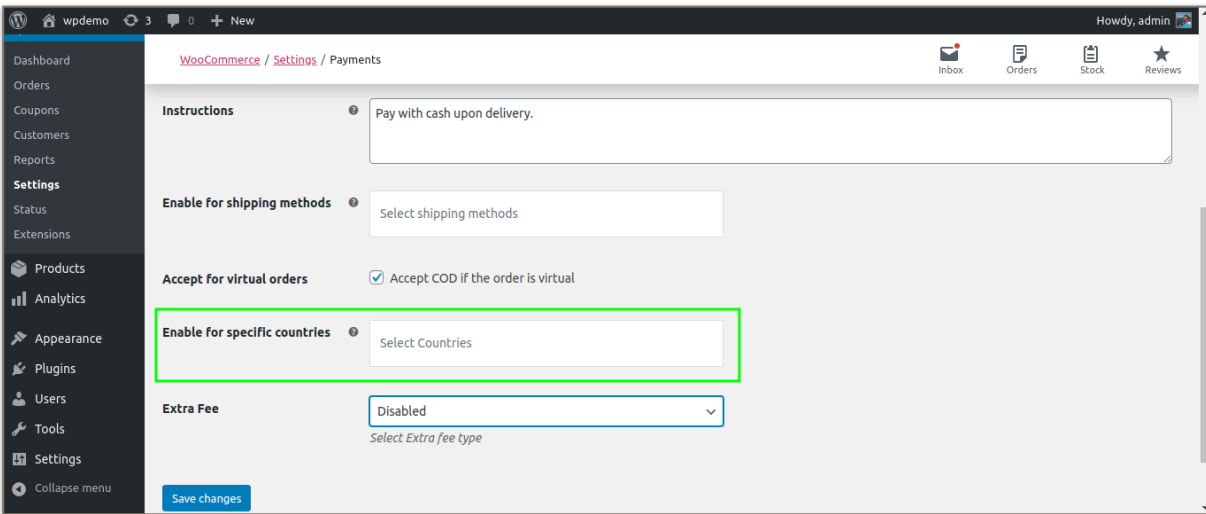 wpdemo 3 0 + New Howdy, admin
Dashboard
Orders
Coupons
Customers
Reports
Settings
Status
Extensions
Products
Analytics
Appearance
Plugins
Users
Tools
Settings
Collapse menu
WooCommerce / Settings / Payments
Inbox Orders Stock Reviews
Instructions Pay with cash upon delivery.
Enable for shipping methods Select shipping methods
Accept for virtual orders Accept COD if the order is virtual
Enable for specific countries Select Countries
Extra Fee Disabled
Select Extra fee type
Save changes